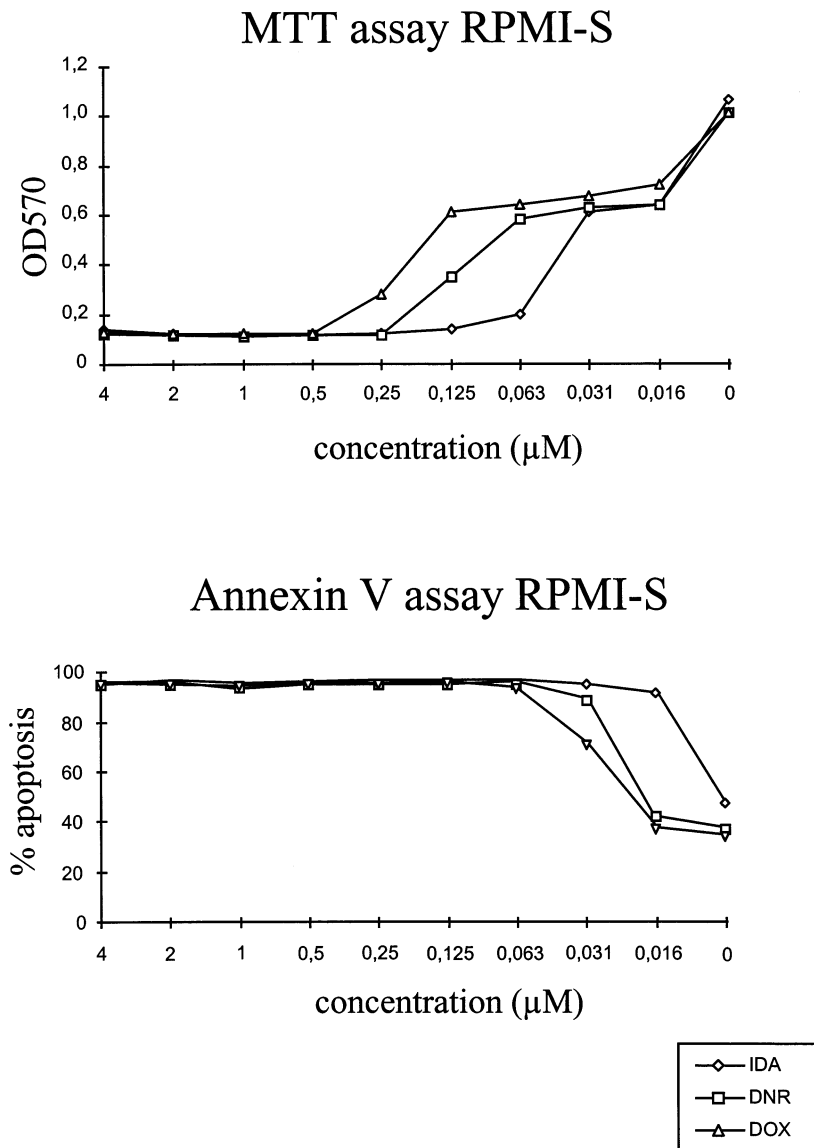 MTT assay RPMI-S
1,2
1,0
0,8
0,6
0,4
0,2
0
OD570
4 2 1 0,5 0,25 0,125 0,063 0,031 0,016 0
concentration (µM)
Annexin V assay RPMI-S
100
80
60
40
20
0
% apoptosis
4 2 1 0,5 0,25 0,125 0,063 0,031 0,016 0
concentration (µM)
IDA
DNR
DOX